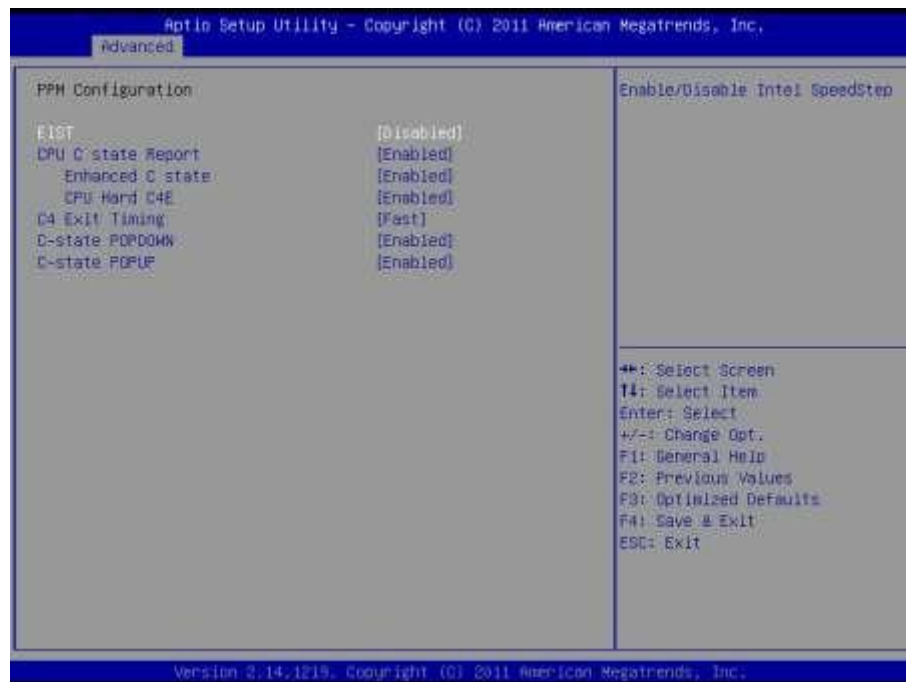 Aptio Setup Utility - Copyright (C) 2011 American Megatrends, Inc.
Advanced
PPM Configuration
EIST [Disabled]
CPU C state Report [Enabled]
Enhanced C state [Enabled]
CPU Hard C4E [Enabled]
C4 Exit Timing [Fast]
C-state POPDOWN [Enabled]
C-state POPUP [Enabled]
Enable/Disable Intel SpeedStep
→←: Select Screen
↑↓: Select Item
Enter: Select
+/-: Change Opt.
F1: General Help
F2: Previous Values
F3: Optimized Defaults
F4: Save & Exit
ESC: Exit
Version 2.14.1219. Copyright (C) 2011 American Megatrends, Inc.